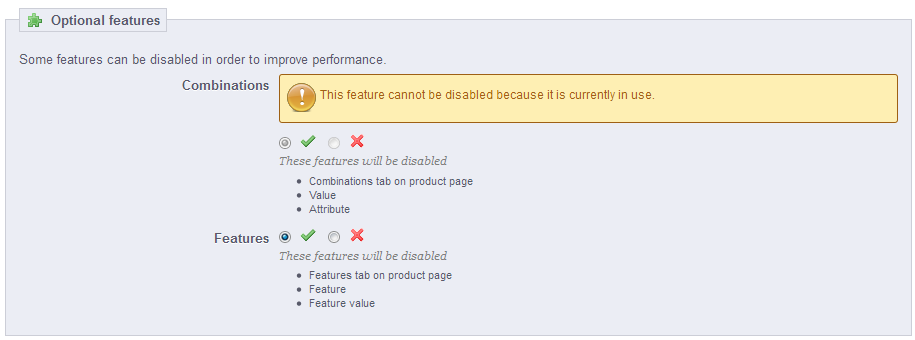 Optional features
Some features can be disabled in order to improve performance.
Combinations
This feature cannot be disabled because it is currently in use.
These features will be disabled
Combinations tab on product page
Value
Attribute
Features
These features will be disabled
Features tab on product page
Feature
Feature value